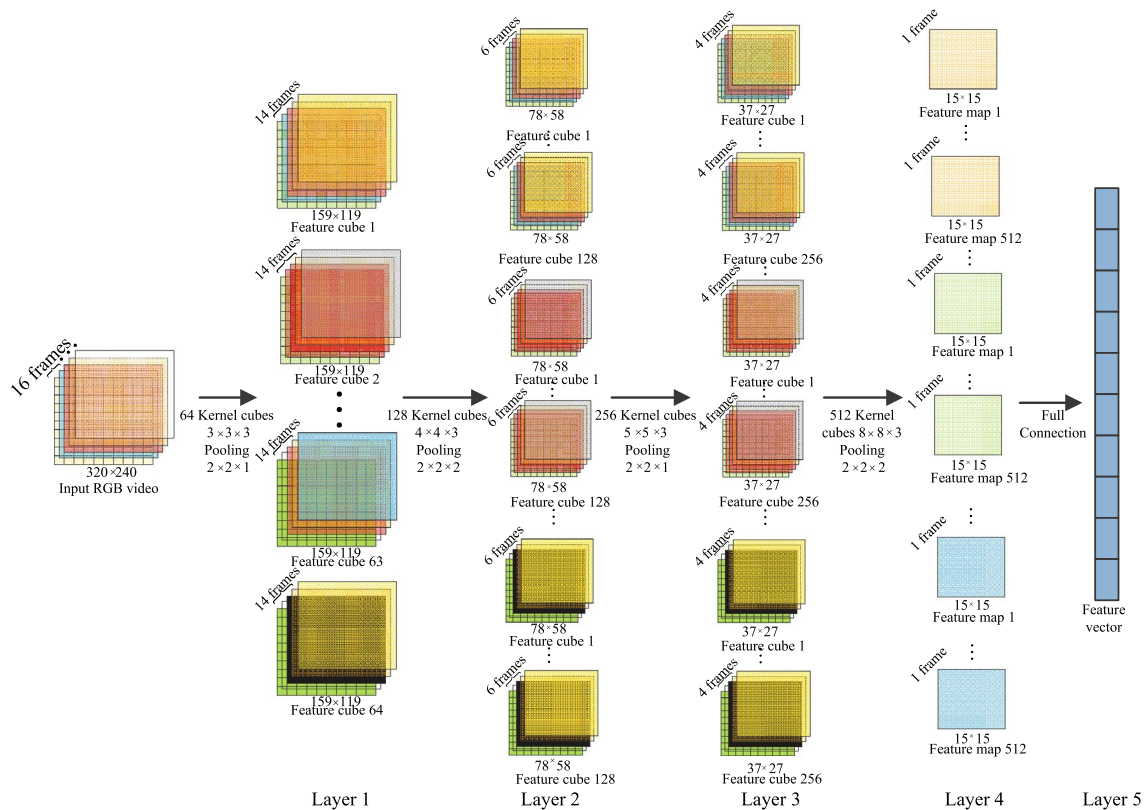 16 frames
320×240
Input RGB video
64 Kernel cubes
3×3×3
Pooling
2×2×1
14 frames
159×119
Feature cube 1
14 frames
159×119
Feature cube 2
14 frames
159×119
Feature cube 63
14 frames
159×119
Feature cube 64
Layer 1
128 Kernel cubes
4×4×3
Pooling
2×2×2
6 frames
78×58
Feature cube 1
6 frames
78×58
Feature cube 128
6 frames
78×58
Feature cube 1
6 frames
78×58
Feature cube 128
6 frames
78×58
Feature cube 1
6 frames
78×58
Feature cube 128
Layer 2
256 Kernel cubes
5×5×3
Pooling
2×2×1
4 frames
37×27
Feature cube 1
4 frames
37×27
Feature cube 256
4 frames
37×27
Feature cube 1
4 frames
37×27
Feature cube 256
4 frames
37×27
Feature cube 1
4 frames
37×27
Feature cube 256
Layer 3
512 Kernel
cubes 8×8×3
Pooling
2×2×2
1 frame
15×15
Feature map 1
1 frame
15×15
Feature map 512
1 frame
15×15
Feature map 1
1 frame
15×15
Feature map 512
1 frame
15×15
Feature map 1
1 frame
15×15
Feature map 512
Layer 4
Full
Connection
Feature
vector
Layer 5